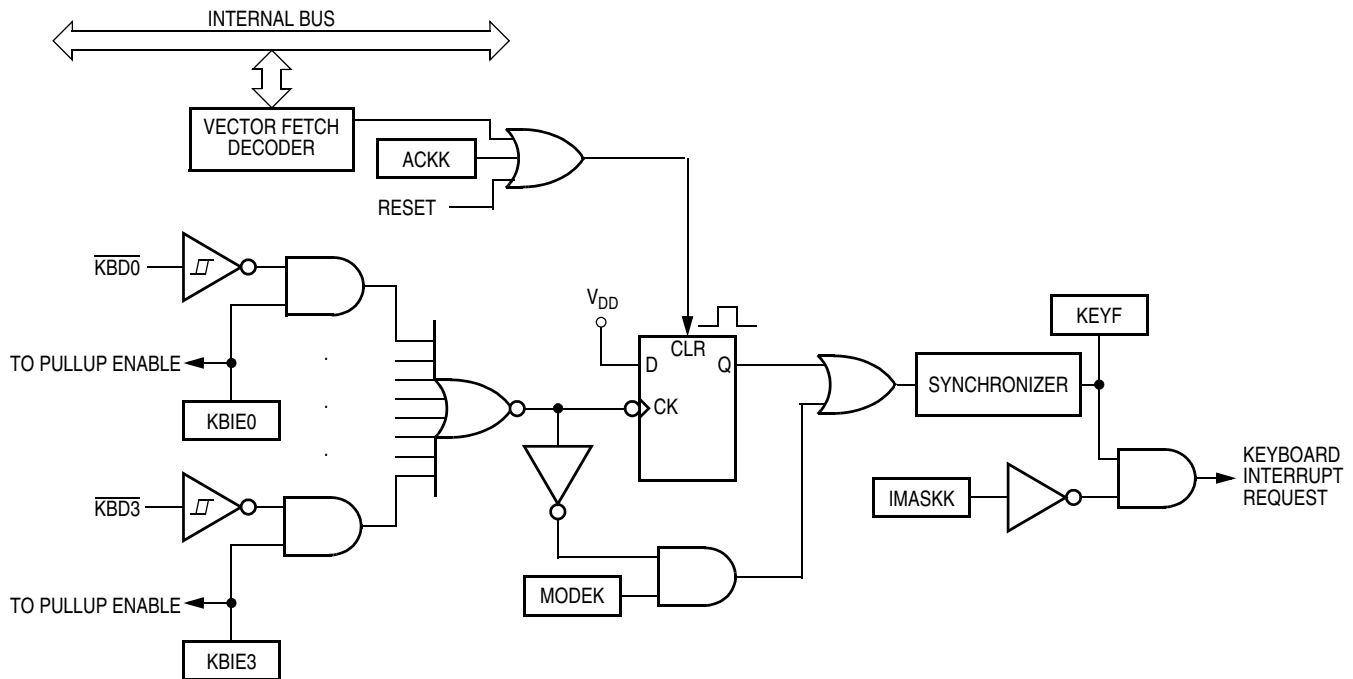 INTERNAL BUS
VECTOR FETCH
DECODER
ACKK
RESET
KBD0
TO PULLUP ENABLE
KBIE0
.
.
.
KBD3
TO PULLUP ENABLE
KBIE3
VDD
CLR
D
Q
CK
MODEK
SYNCHRONIZER
KEYF
IMASKK
KEYBOARD
INTERRUPT
REQUEST